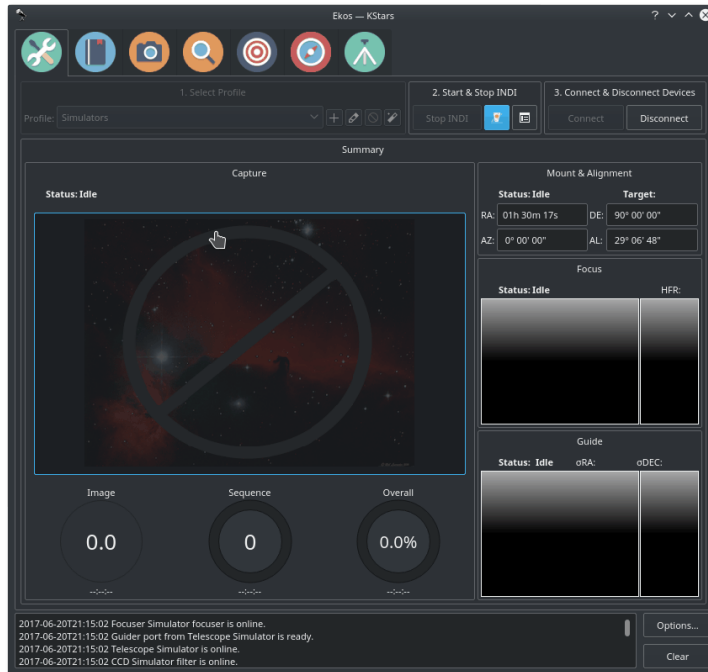 Ekos — KStars
1. Select Profile
2. Start & Stop INDI
3. Connect & Disconnect Devices
Profile: Simulators
Stop INDI
Connect
Disconnect
Summary
Capture
Status: Idle
Mount & Alignment
Status: Idle
Target:
RA: 01h 30m 17s
DE: 90° 00' 00"
AZ: 0° 00' 00"
AL: 29° 06' 48"
Focus
Status: Idle
HFR:
Guide
Status: Idle
σRA:
σDEC:
Image
Sequence
Overall
0.0
0
0.0%
--:--:--
--:--:--
--:--:--
2017-06-20T21:15:02 Focuser Simulator focuser is online.
2017-06-20T21:15:02 Guider port from Telescope Simulator is ready.
2017-06-20T21:15:02 Telescope Simulator is online.
2017-06-20T21:15:02 CCD Simulator filter is online.
Options...
Clear